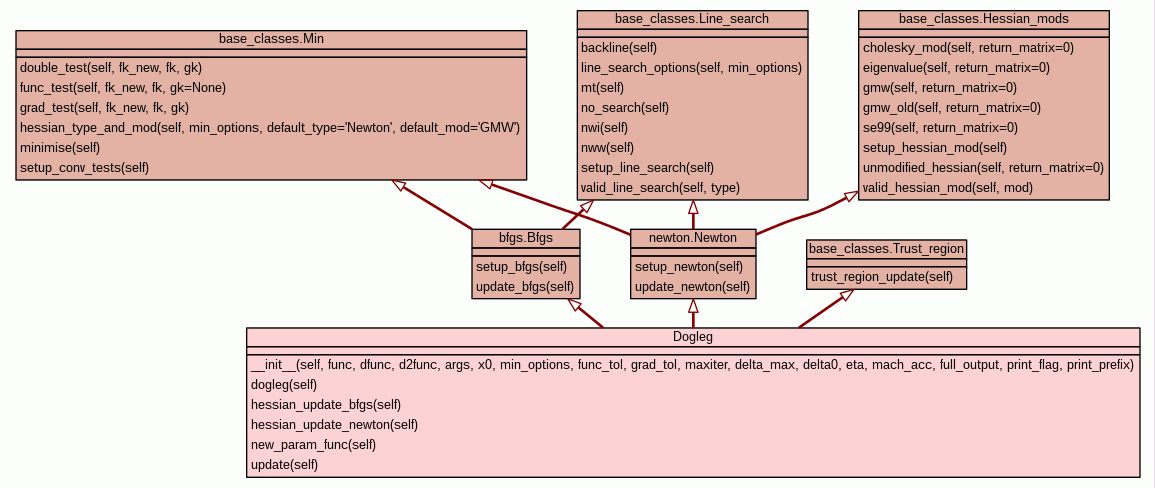 base_classes.Min
double_test(self, fk_new, fk, gk)
func_test(self, fk_new, fk, gk=None)
grad_test(self, fk_new, fk, gk)
hessian_type_and_mod(self, min_options, default_type='Newton', default_mod='GMW')
minimise(self)
setup_conv_tests(self)
base_classes.Line_search
backline(self)
line_search_options(self, min_options)
mt(self)
no_search(self)
nwi(self)
nww(self)
setup_line_search(self)
valid_line_search(self, type)
base_classes.Hessian_mods
cholesky_mod(self, return_matrix=0)
eigenvalue(self, return_matrix=0)
gmw(self, return_matrix=0)
gmw_old(self, return_matrix=0)
se99(self, return_matrix=0)
setup_hessian_mod(self)
unmodified_hessian(self, return_matrix=0)
valid_hessian_mod(self, mod)
bfgs.Bfgs
setup_bfgs(self)
update_bfgs(self)
newton.Newton
setup_newton(self)
update_newton(self)
base_classes.Trust_region
trust_region_update(self)
Dogleg
__init__(self, func, dfunc, d2func, args, x0, min_options, func_tol, grad_tol, maxiter, delta_max, delta0, eta, mach_acc, full_output, print_flag, print_prefix)
dogleg(self)
hessian_update_bfgs(self)
hessian_update_newton(self)
new_param_func(self)
update(self)